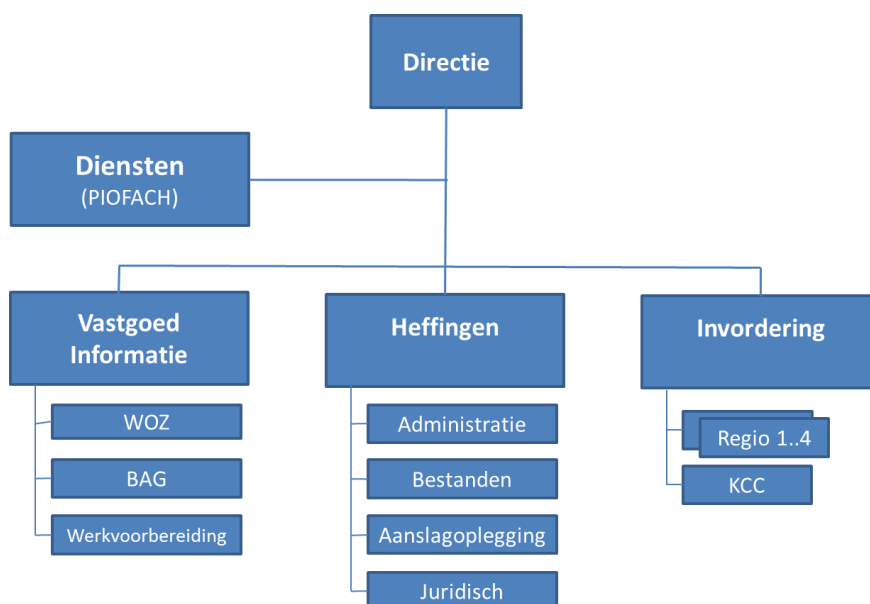 Directie
Diensten
(PIOFACH)
Vastgoed
Informatie
WOZ
BAG
Werkvoorbereiding
Heffingen
Administratie
Bestanden
Aanslagoplegging
Juridisch
Invordering
Regio 1..4
KCC